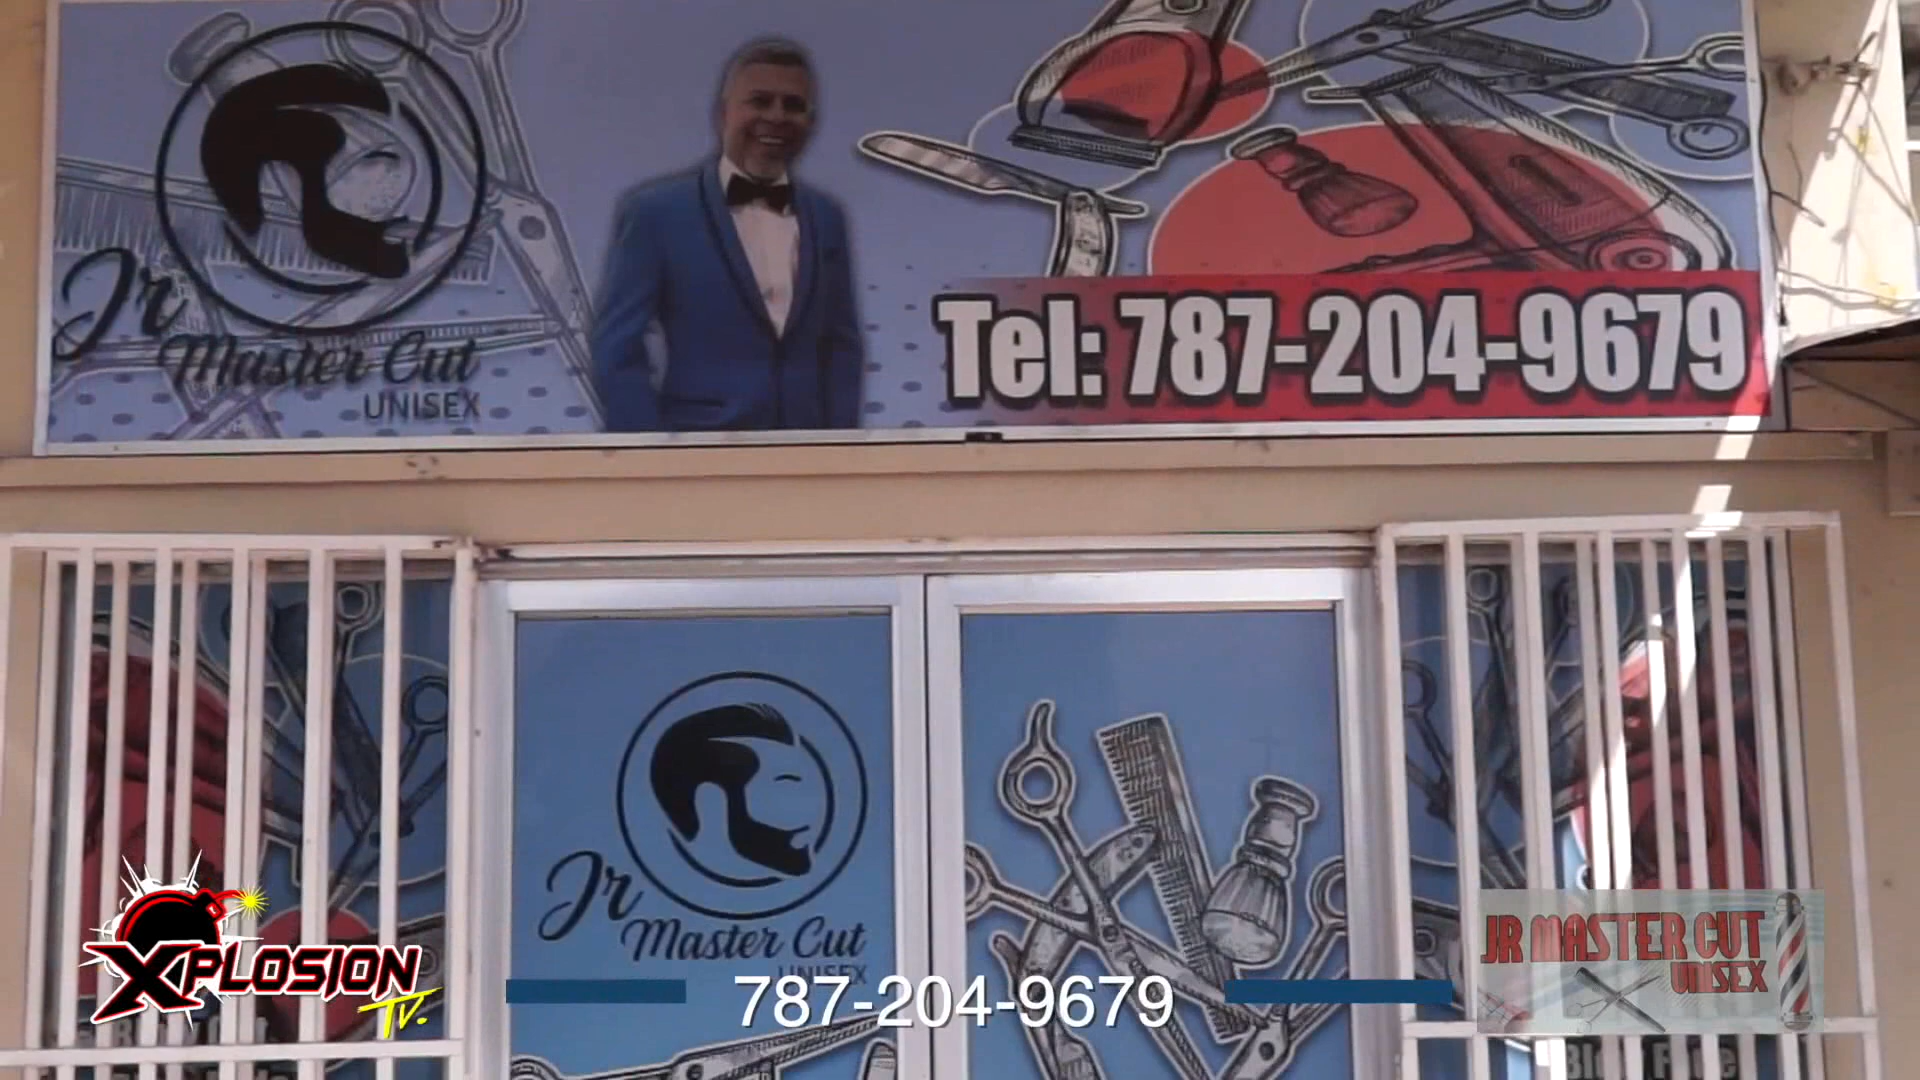 Jr
Master Cut
UNISEX
Tel: 787-204-9679
Jr
Master Cut
UNISEX
XPLOSION
TV.
787-204-9679
JR MASTER CUT
UNISEX